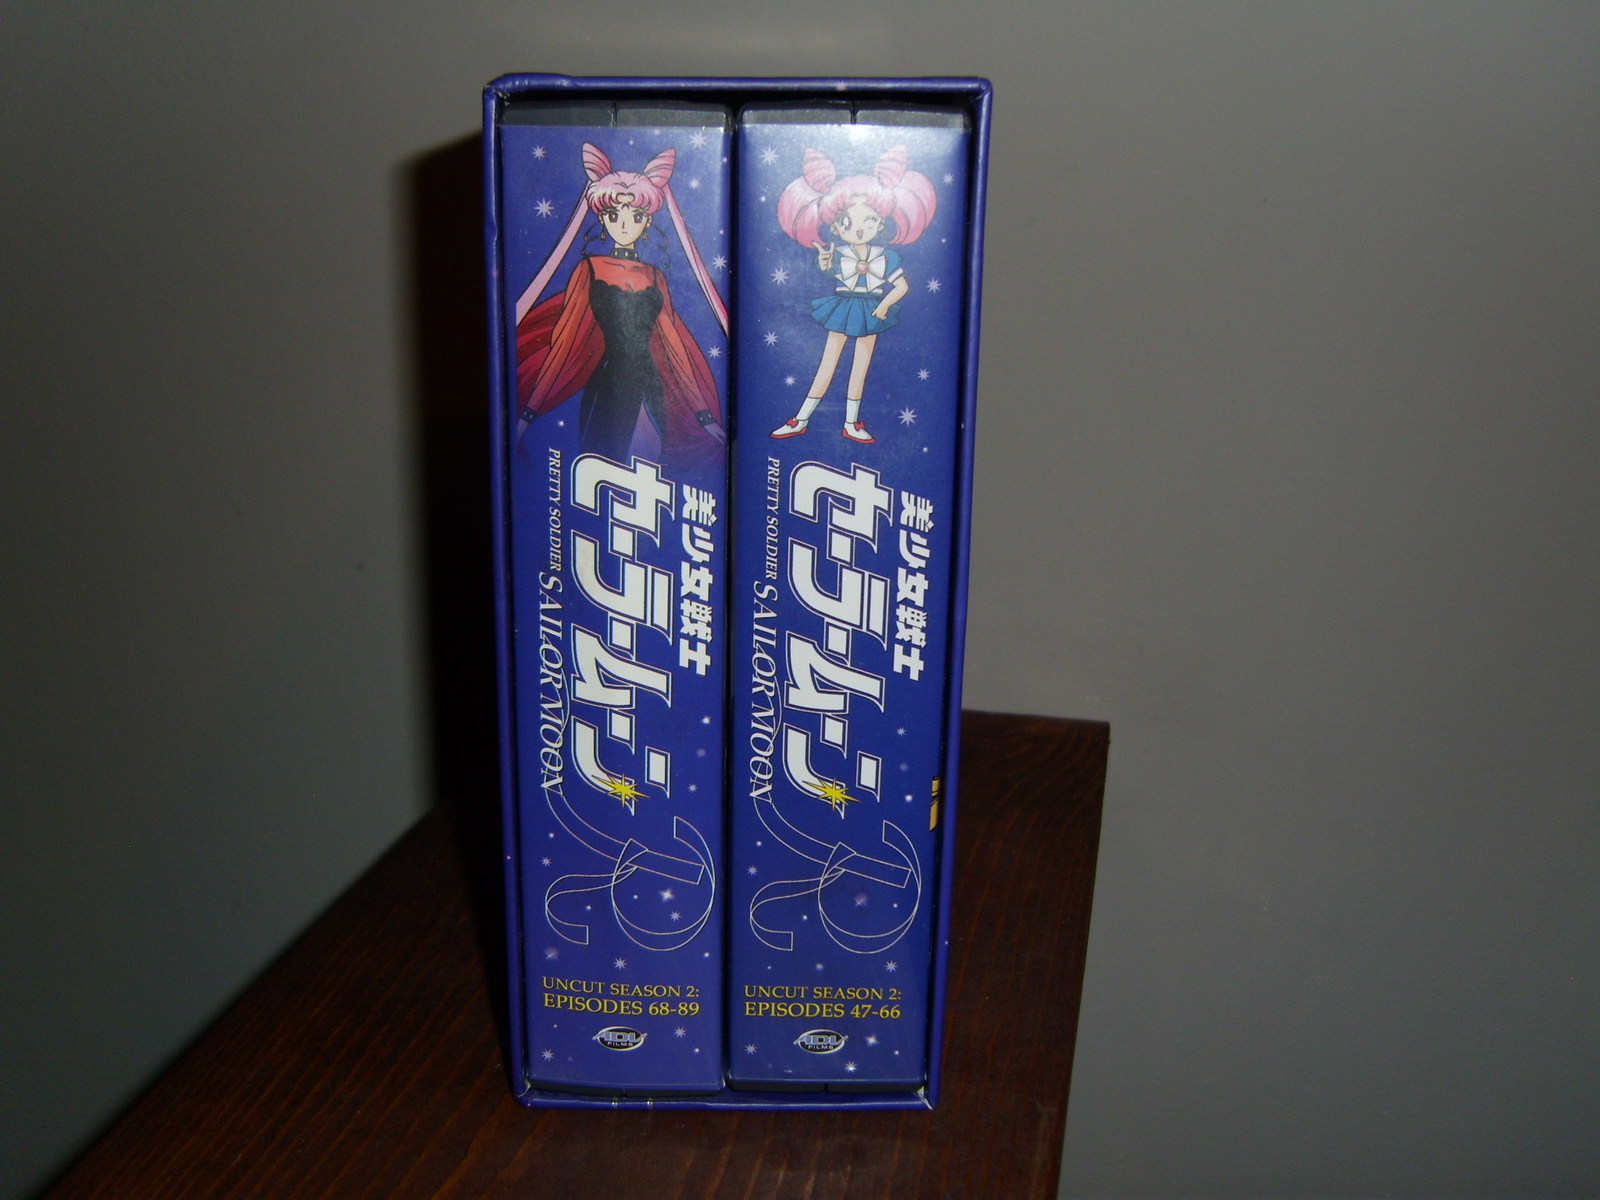 美少女戦士
セーラームーン
PRETTY SOLDIER SAILOR MOON
R
UNCUT SEASON 2:
EPISODES 68-89
ADV
FILMS
美少女戦士
セーラームーン
PRETTY SOLDIER SAILOR MOON
R
UNCUT SEASON 2:
EPISODES 47-66
ADV
FILMS